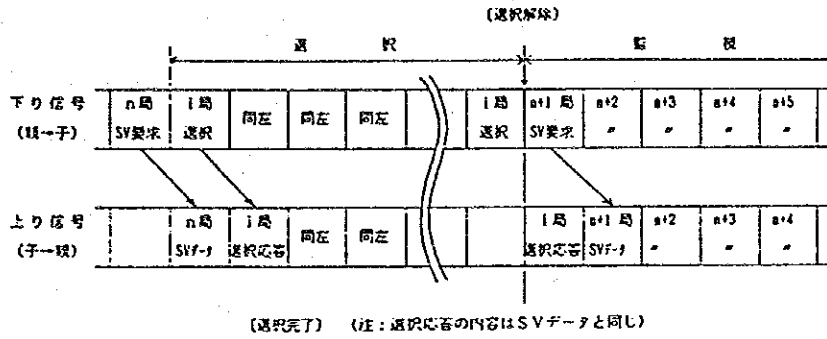 (選択解除)
選 択 監 視
下り信号 n局 i局 同左 同左 同左 i局 n+1局 n+2 n+3 n+4 n+5
(親→子) SV要求 選択 選択 SV要求 〃 〃 〃 〃
上り信号 n局 i局 同左 同左 i局 n+1局 n+2 n+3 n+4
(子→親) SVデータ 選択応答 選択応答 SVデータ 〃 〃 〃
(選択完了) (注:選択応答の内容はSVデータと同じ)